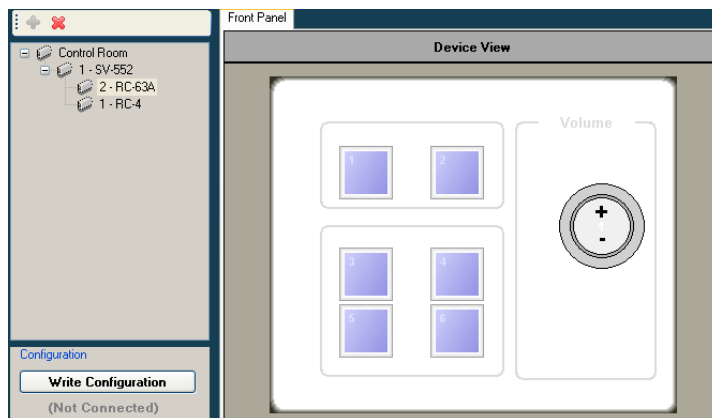 Front Panel
Device View
Control Room
1 - SV-552
2 - RC-63A
1 - RC-4
Volume
1
2
3
4
5
6
+
1
-
Configuration
Write Configuration
(Not Connected)